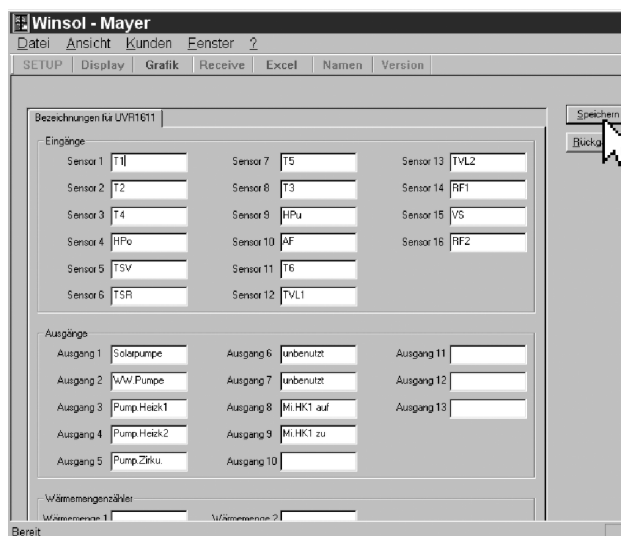 Winsol - Mayer
Datei Ansicht Kunden Fenster ?
SETUP Display Grafik Receive Excel Namen Version
Bezeichnungen für UVR1611
Speichern
Eingänge
Sensor 1 T1 Sensor 7 T5 Sensor 13 TVL2
Sensor 2 T2 Sensor 8 T3 Sensor 14 RF1
Sensor 3 T4 Sensor 9 HPu Sensor 15 VS
Sensor 4 HPo Sensor 10 AF Sensor 16 RF2
Sensor 5 TSV Sensor 11 T6
Sensor 6 TSR Sensor 12 TVL1
Ausgänge
Ausgang 1 Solarpumpe Ausgang 6 unbenutzt Ausgang 11
Ausgang 2 WW.Pumpe Ausgang 7 unbenutzt Ausgang 12
Ausgang 3 Pump.Heizk1 Ausgang 8 Mi.HK1 auf Ausgang 13
Ausgang 4 Pump.Heizk2 Ausgang 9 Mi.HK1 zu
Ausgang 5 Pump.Zirku. Ausgang 10
Wärmemengenzähler
Wärmemenge 1 Wärmemenge 2
Bereit